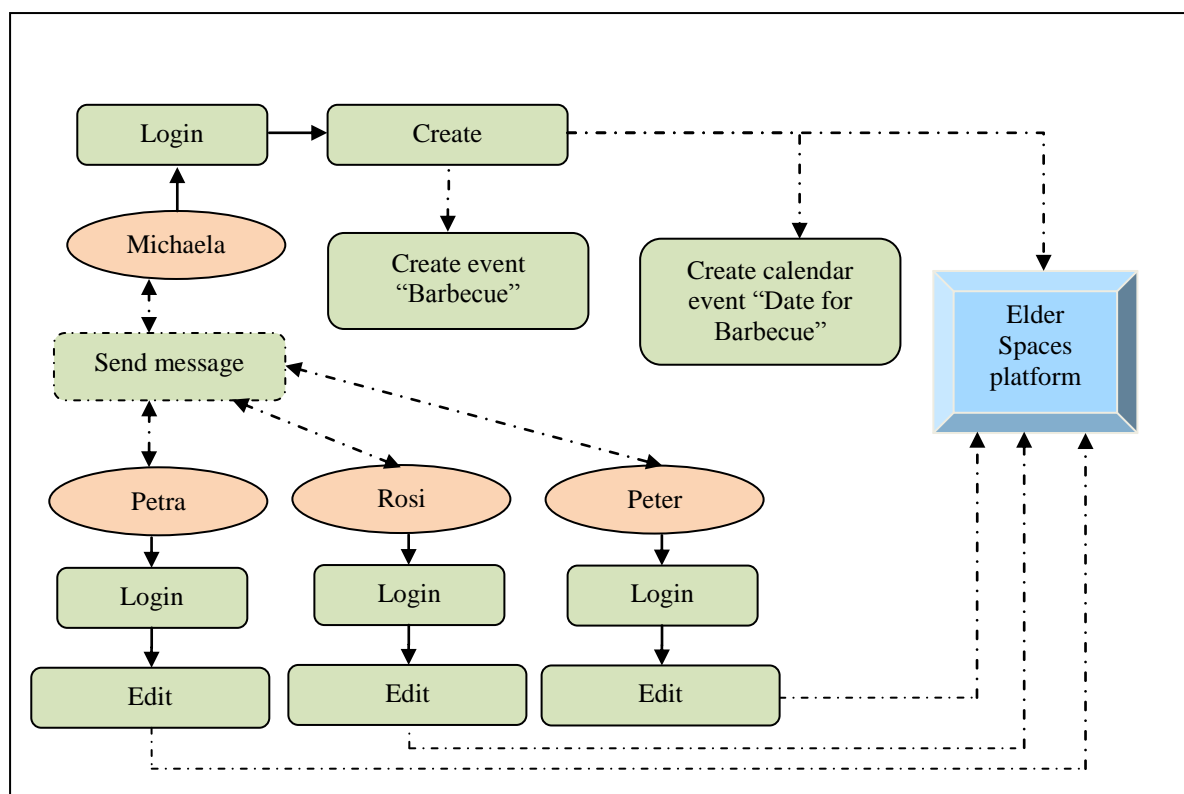 Login
Create
Michaela
Create event
“Barbecue”
Create calendar
event “Date for
Barbecue”
Elder
Spaces
platform
Send message
Petra
Rosi
Peter
Login
Login
Login
Edit
Edit
Edit